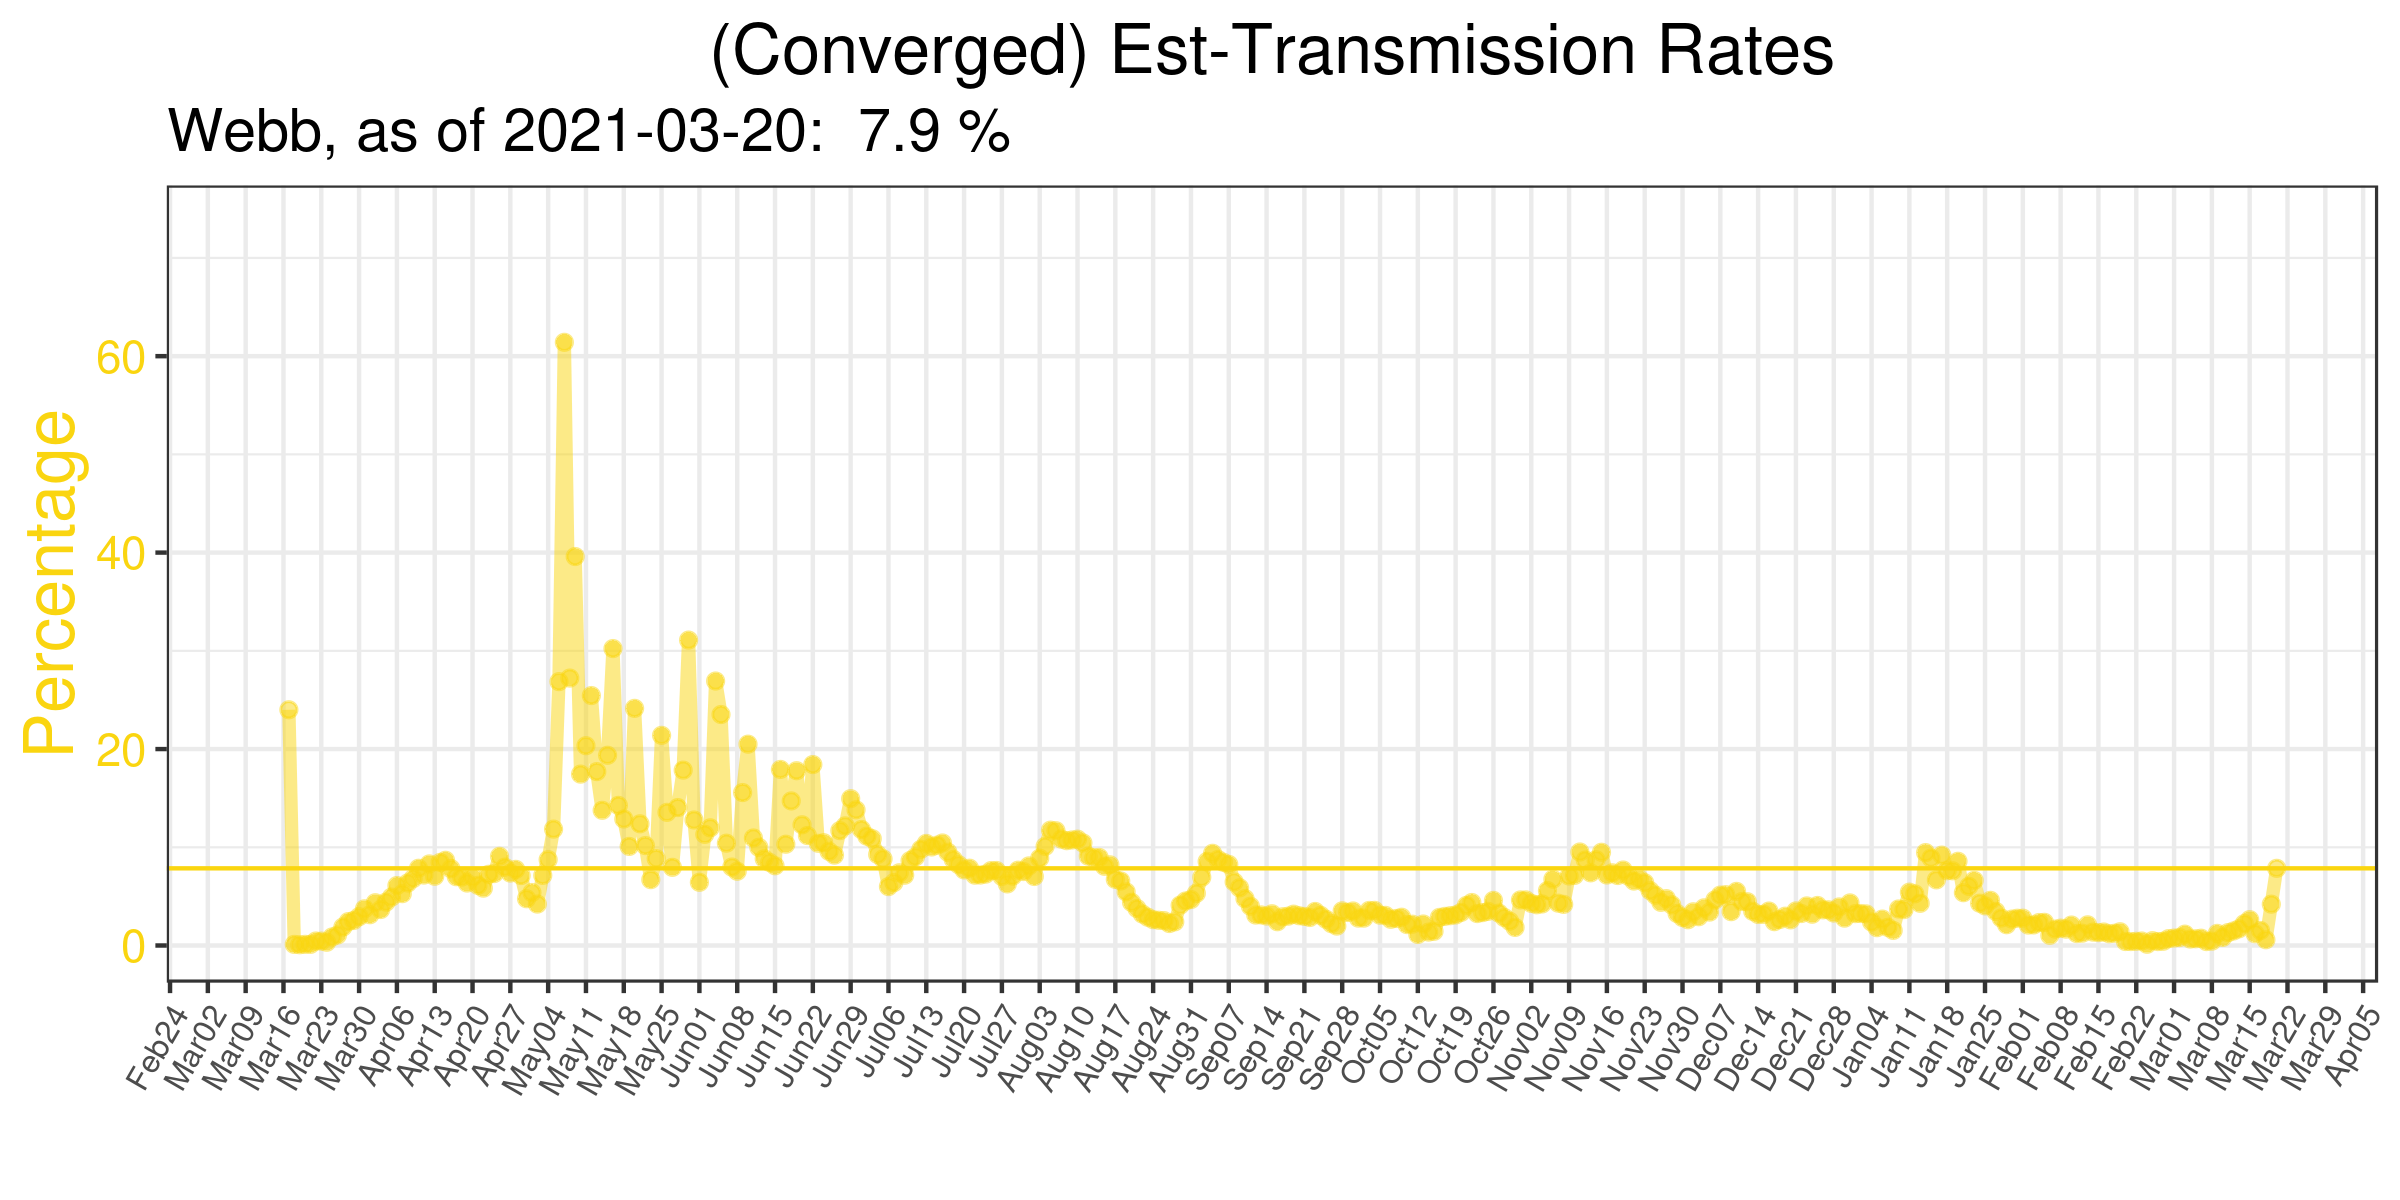 (Converged) Est-Transmission Rates
Webb, as of 2021-03-20:  7.9 %
Percentage
60
40
20
0
Feb24
Mar02
Mar09
Mar16
Mar23
Mar30
Apr06
Apr13
Apr20
Apr27
May04
May11
May18
May25
Jun01
Jun08
Jun15
Jun22
Jun29
Jul06
Jul13
Jul20
Jul27
Aug03
Aug10
Aug17
Aug24
Aug31
Sep07
Sep14
Sep21
Sep28
Oct05
Oct12
Oct19
Oct26
Nov02
Nov09
Nov16
Nov23
Nov30
Dec07
Dec14
Dec21
Dec28
Jan04
Jan11
Jan18
Jan25
Feb01
Feb08
Feb15
Feb22
Mar01
Mar08
Mar15
Mar22
Mar29
Apr05